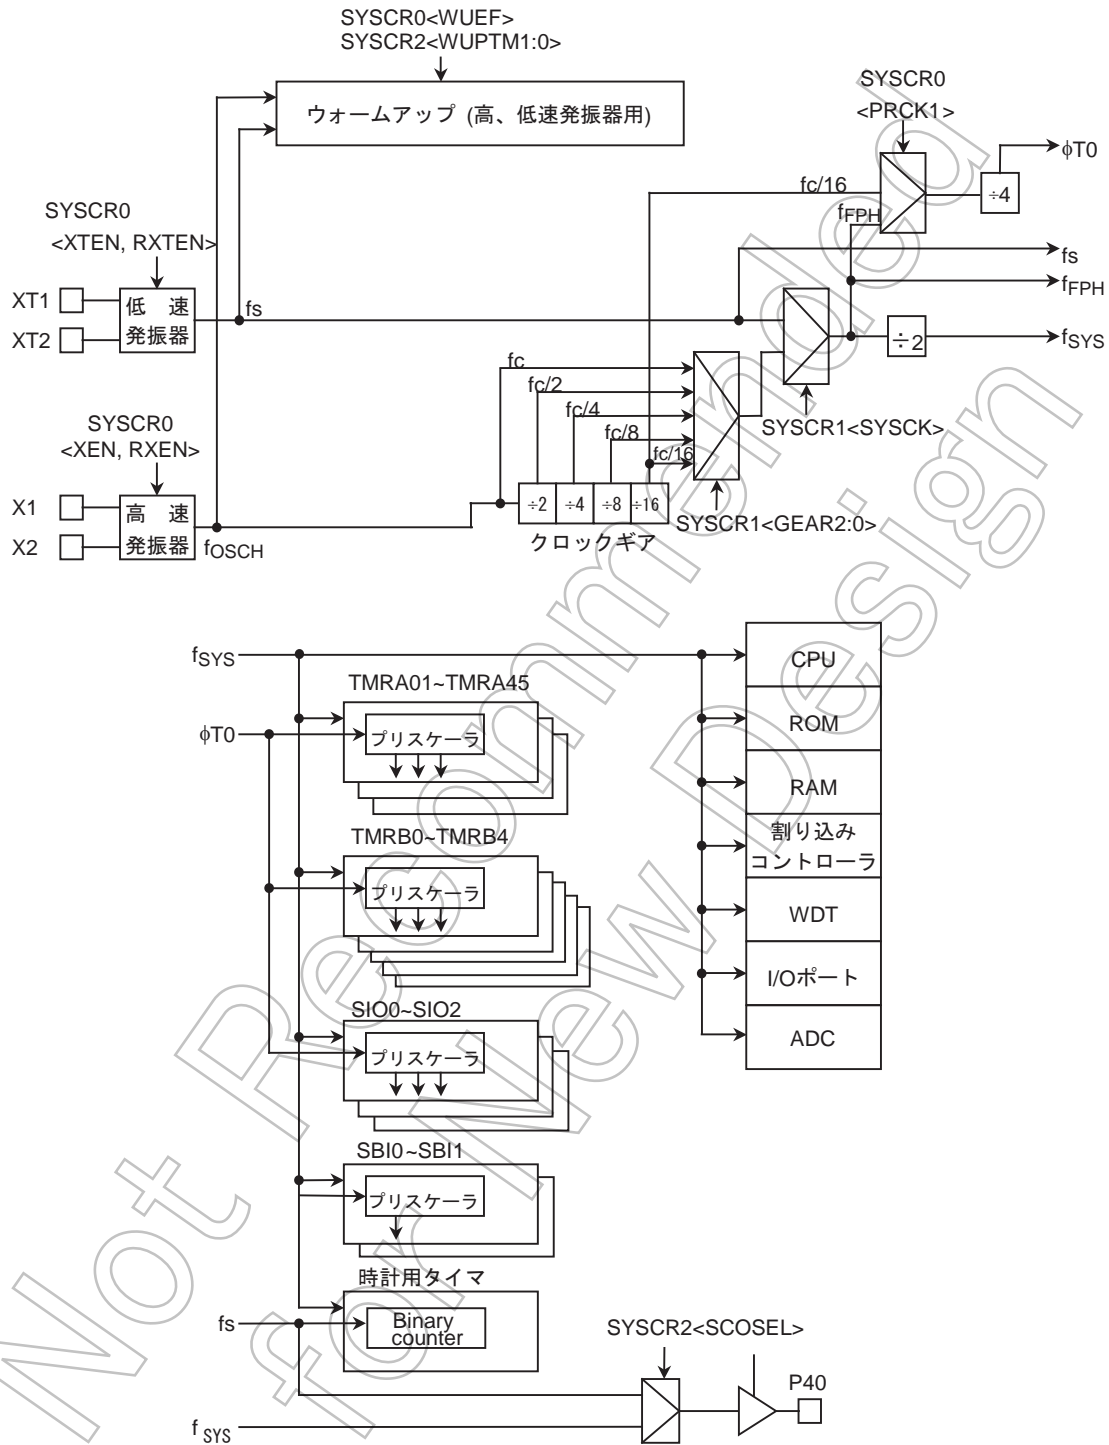 SYSCR0<WUEF>
SYSCR2<WUPTM1:0>
ウォームアップ (高、低速発振器用)
SYSCR0
<PRCK1>
φT0
÷4
fc/16
fFPH
SYSCR0
<XTEN, RXTEN>
fs
fFPH
XT1
XT2
低 速
発振器
fs
÷2
fSYS
fc
fc/2
fc/4
fc/8
fc/16
SYSCR1<SYSCK>
SYSCR0
<XEN, RXEN>
X1
X2
高 速
発振器
fOSCH
÷2
÷4
÷8
÷16
クロックギア
SYSCR1<GEAR2:0>
fSYS
CPU
TMRA01~TMRA45
φT0
プリスケーラ
ROM
RAM
TMRB0~TMRB4
プリスケーラ
割り込み
コントローラ
WDT
I/Oポート
SIO0~SIO2
プリスケーラ
ADC
SBI0~SBI1
プリスケーラ
時計用タイマ
fs
Binary
counter
SYSCR2<SCOSEL>
P40
fSYS
Not Recommended
for New Design